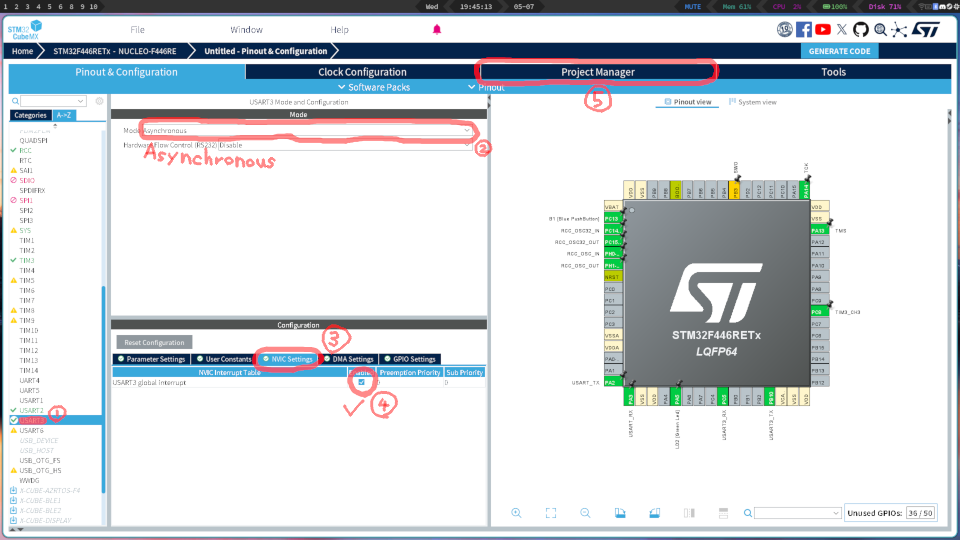 1 2 3 4 5 6 7 8 9 10
Wed 19:45:13 05-07
MUTE Mem 61% CPU 2% 100% Disk 71%
STM32 CubeMX
File Window Help
Home STM32F446RETx - NUCLEO-F446RE Untitled - Pinout & Configuration GENERATE CODE
Pinout & Configuration Clock Configuration Project Manager Tools
Software Packs Pinout
⑤
Categories A->Z
QUADSPI
RCC
RTC
SAI1
SDIO
SPDIFRX
SPI1
SPI2
SPI3
SYS
TIM1
TIM2
TIM3
TIM4
TIM5
TIM6
TIM7
TIM8
TIM9
TIM10
TIM11
TIM12
TIM13
TIM14
UART4
UART5
USART1
USART2
USART3 ①
USART6
USB_DEVICE
USB_HOST
USB_OTG_FS
USB_OTG_HS
WWDG
X-CUBE-AZRTOS-F4
X-CUBE-BLE1
X-CUBE-BLE2
X-CUBE-DISPLAY
USART3 Mode and Configuration
Mode
Mode Asynchronous
Hardware Flow Control (RS232) Disable ②
Asynchronous
Configuration
Reset Configuration ③
Parameter Settings User Constants NVIC Settings DMA Settings GPIO Settings
NVIC Interrupt Table Preemption Priority Sub Priority
USART3 global interrupt 0 0
④
Pinout view System view
SWO TCK
VDD VSS PB9 PB8 PB7 PB6 PB5 PB4 PC12 PC11 PC10 PA15 PA14
VBAT
B1 [Blue PushButton] PC13
RCC_OSC32_IN PC14
RCC_OSC32_OUT PC15
RCC_OSC_IN PH0
RCC_OSC_OUT PH1
NRST
PC0
PC1
PC2
PC3
VSSA
VDDA
PA0
PA1
USART_TX PA2
VDD
VSS
PA13 TMS
PA12
PA11
PA10
PA9
PA8
PC9
PC8 TIM3_CH3
PC7
PC6
PB15
PB14
PB13
PB12
STM32F446RETx
LQFP64
PA3 VSS VDD PA4 PA5 PA6 PA7 PC4 PC5 PB0 PB1 PB2 PB10 VSS VDD
USART_RX LD2 [Green Led] USART3_RX USART3_TX
Unused GPIOs: 36 / 50